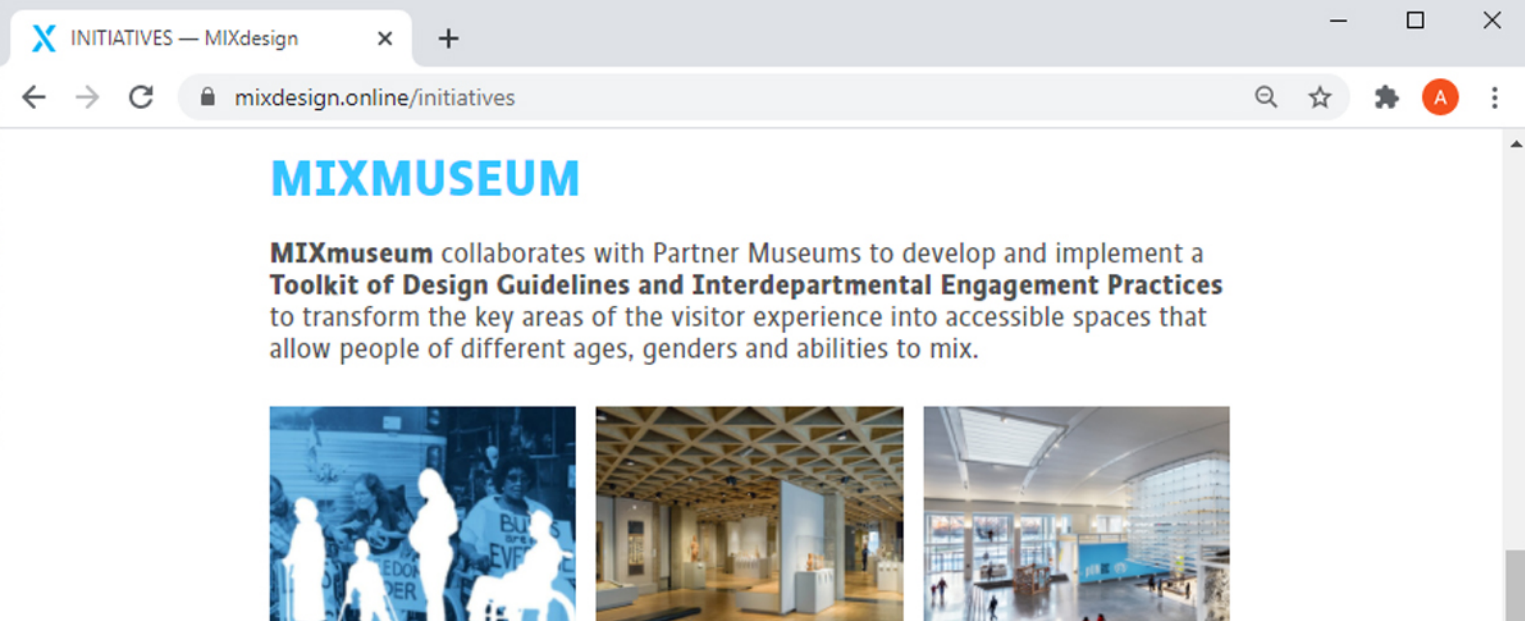 INITIATIVES — MIXdesign
mixdesign.online/initiatives
A
MIXMUSEUM
MIXmuseum collaborates with Partner Museums to develop and implement a
Toolkit of Design Guidelines and Interdepartmental Engagement Practices
to transform the key areas of the visitor experience into accessible spaces that
allow people of different ages, genders and abilities to mix.